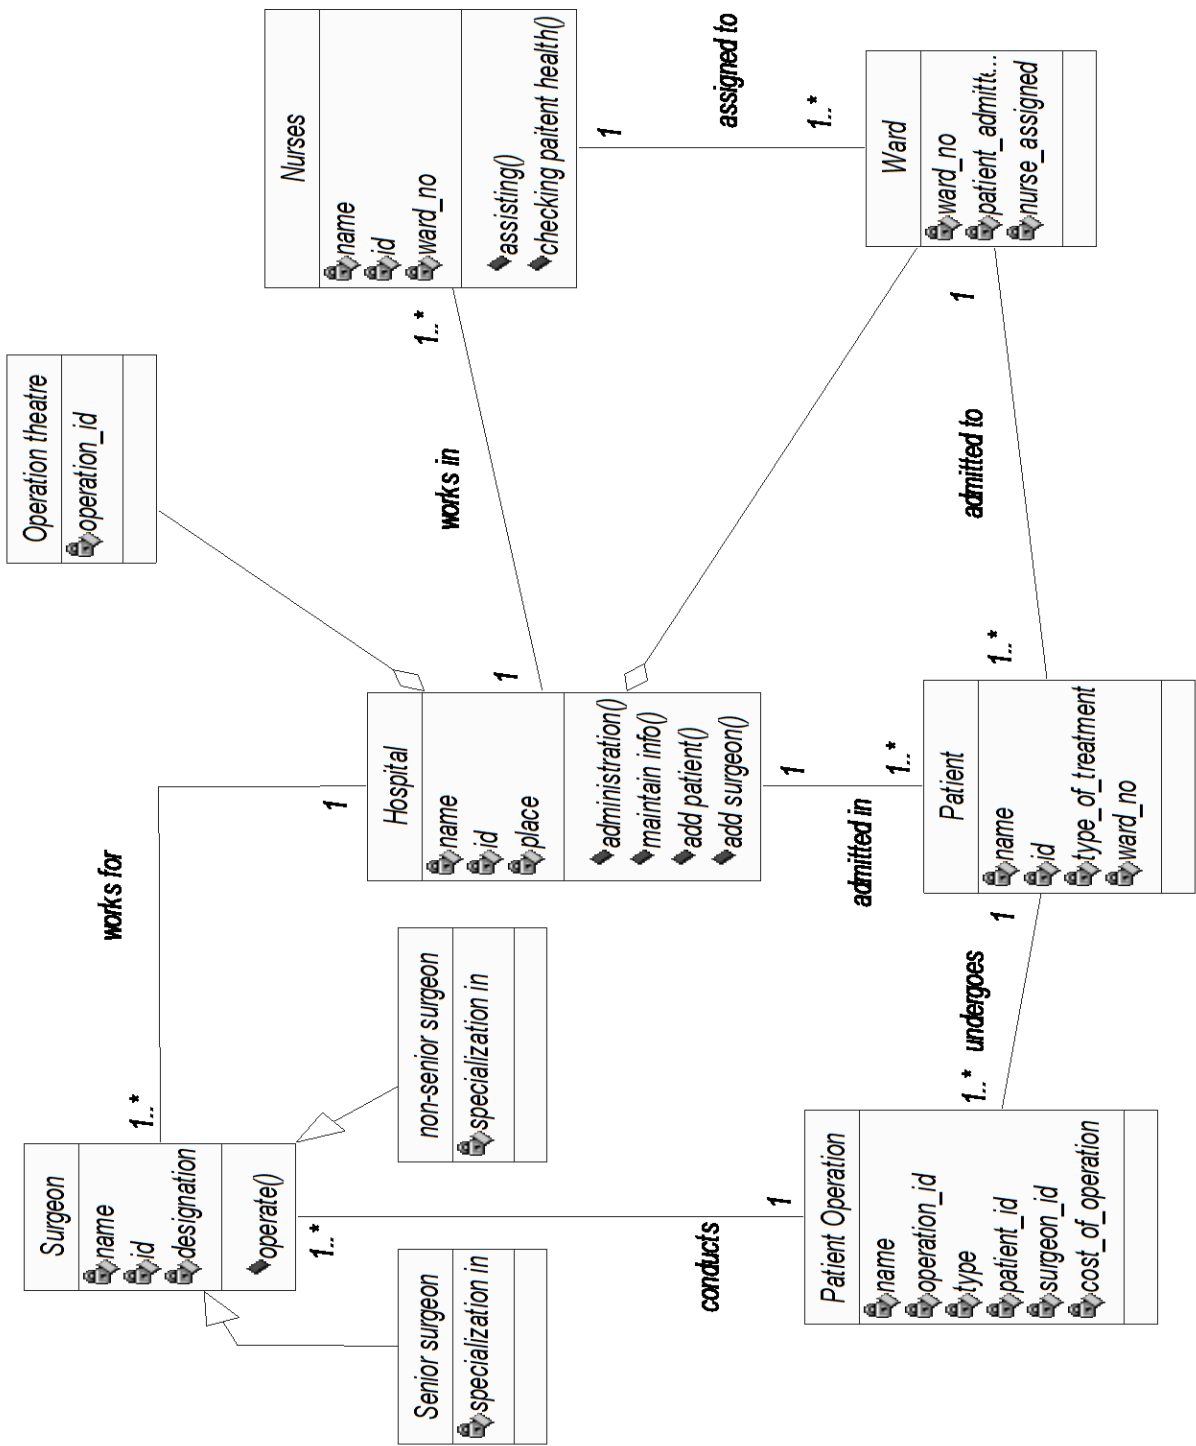 Surgeon
name
id
designation
operate()
1..*
works for
1
Operation theatre
operation_id
Senior surgeon
specialization in
non-senior surgeon
specialization in
Hospital
name
id
place
administration()
maintain info()
add patient()
add surgeon()
1
works in
1..*
Nurses
name
id
ward_no
assisting()
checking paitent health()
1..*
conducts
1
1
admitted in
1..*
1
assigned to
1..*
Patient Operation
name
operation_id
type
patient_id
surgeon_id
cost_of_operation
1..* undergoes
1
Patient
name
id
type_of_treatment
ward_no
1..*
admitted to
1
Ward
ward_no
patient_admitt...
nurse_assigned